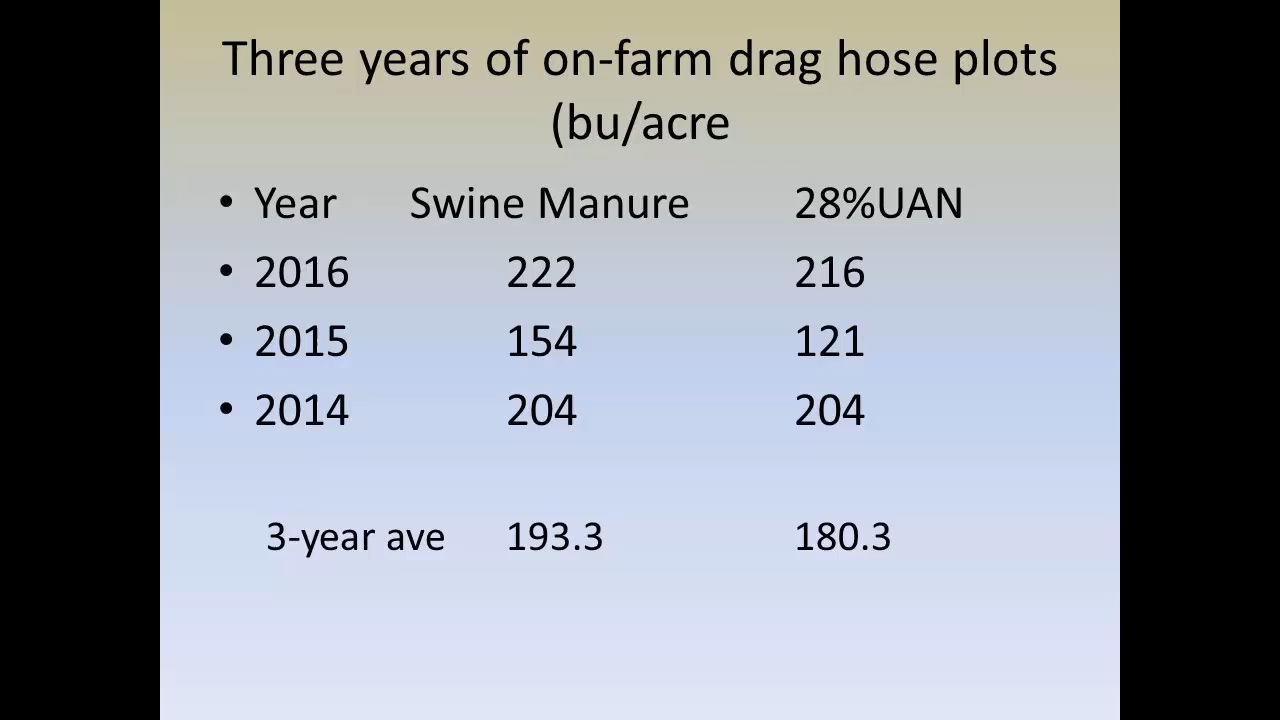 Three years of on-farm drag hose plots
(bu/acre
• Year Swine Manure 28%UAN
• 2016 222 216
• 2015 154 121
• 2014 204 204
3-year ave 193.3 180.3